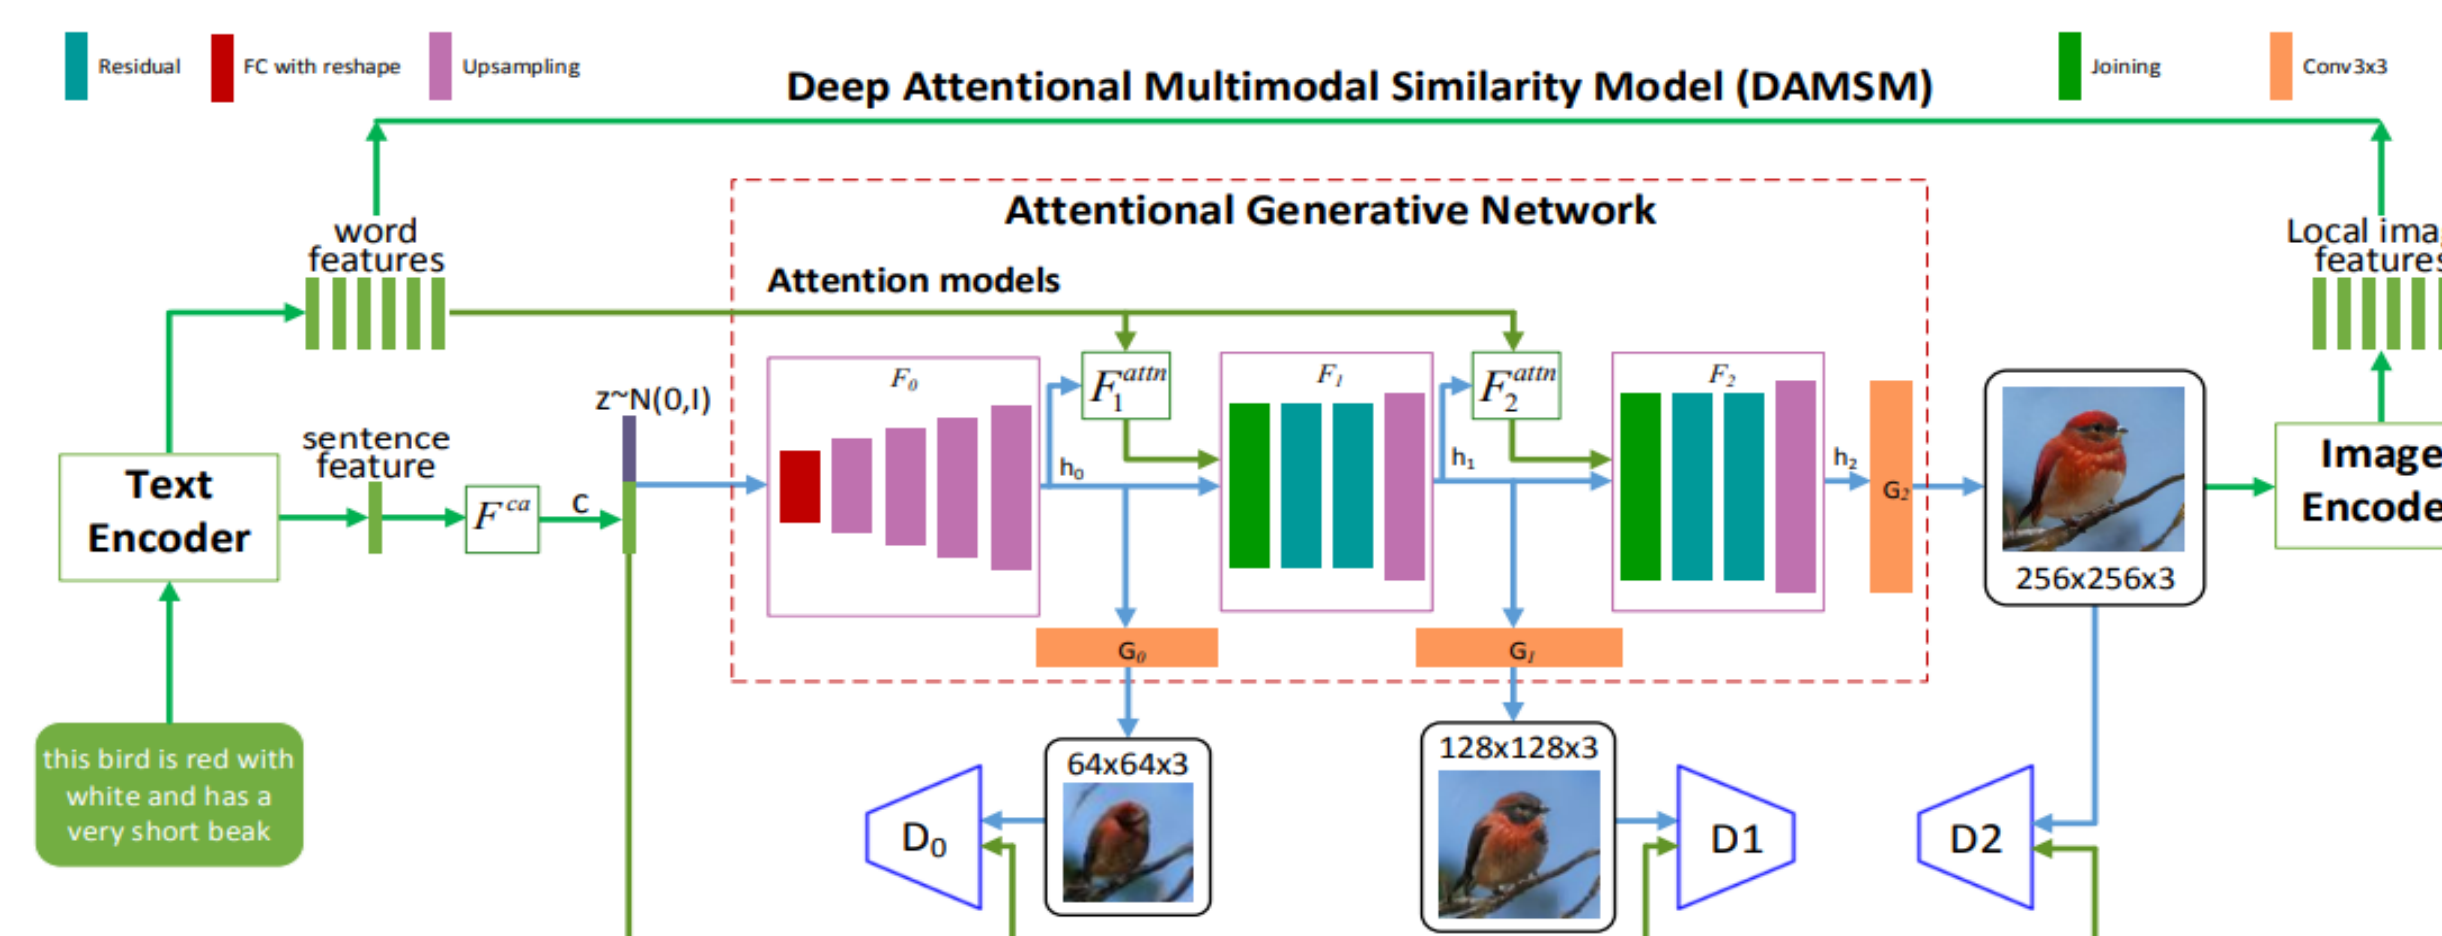 Residual
FC with reshape
Upsampling
Joining
Conv3x3
Deep Attentional Multimodal Similarity Model (DAMSM)
Attentional Generative Network
word
features
Local ima
features
Attention models
z~N(0,I)
F0
F1attn
F1
F2attn
F2
sentence
feature
Text
Encoder
Fca
c
h0
h1
h2
G2
256x256x3
Image
Encode
G0
G1
this bird is red with
white and has a
very short beak
64x64x3
128x128x3
D0
D1
D2